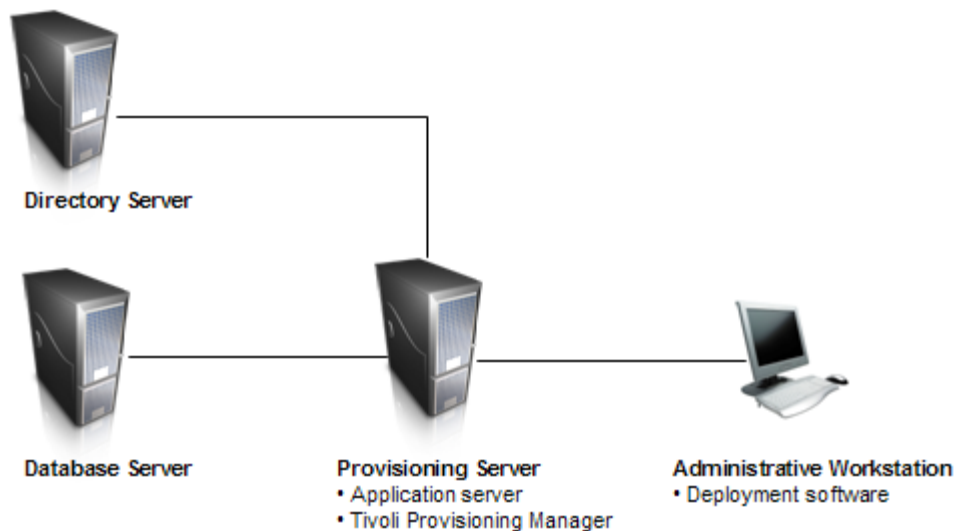 Directory Server
Database Server
Provisioning Server
• Application server
• Tivoli Provisioning Manager
Administrative Workstation
• Deployment software